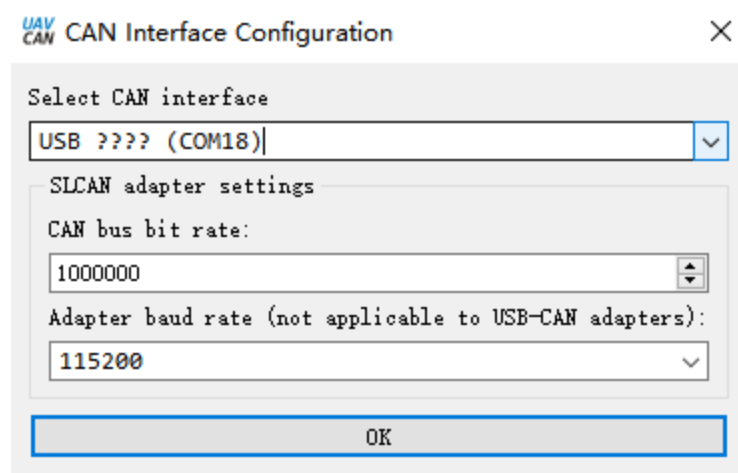 UAV
CAN CAN Interface Configuration
Select CAN interface
USB ???? (COM18)
SLCAN adapter settings
CAN bus bit rate:
1000000
Adapter baud rate (not applicable to USB-CAN adapters):
115200
OK